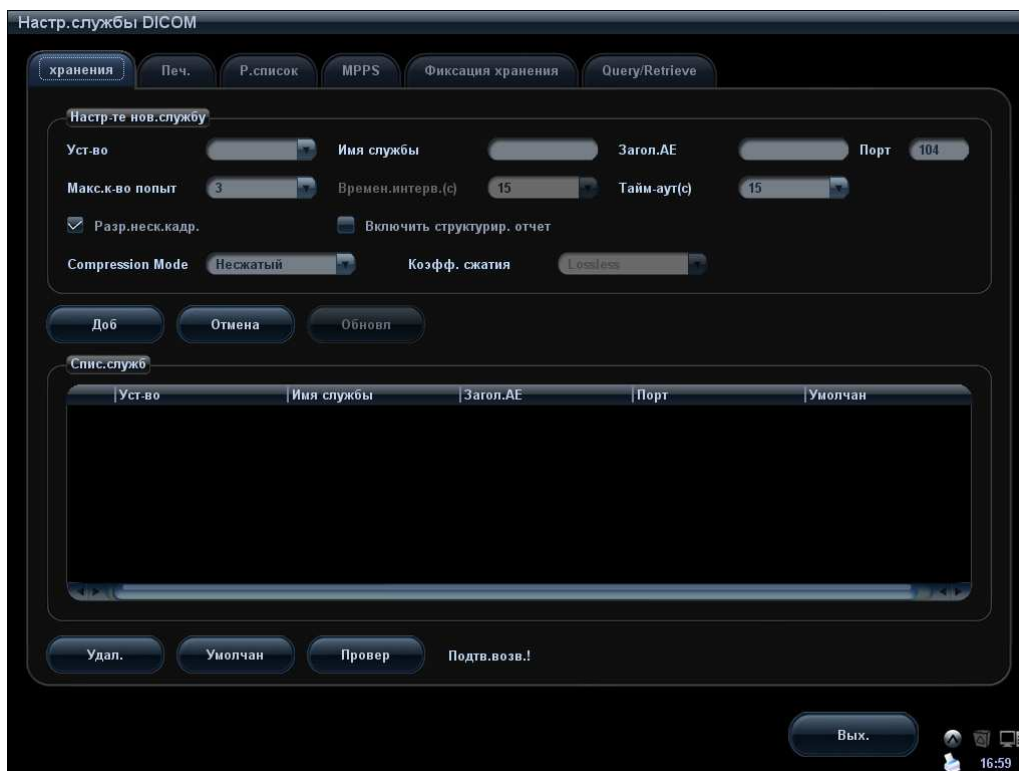 Настр.службы DICOM
хранения Печ. Р.список MPPS Фиксация хранения Query/Retrieve
Настр-те нов.службу
Уст-во Имя службы Загол.AE Порт 104
Макс.к-во попыт 3 Времен.интерв.(с) 15 Тайм-аут(с) 15
Разр.неск.кадр. Включить структурир. отчет
Compression Mode Несжатый Коэфф. сжатия Lossless
Доб Отмена Обновл
Спис.служб
Уст-во Имя службы Загол.AE Порт Умолчан
Удал. Умолчан Провер Подтв.возв.!
Вых.
16:59